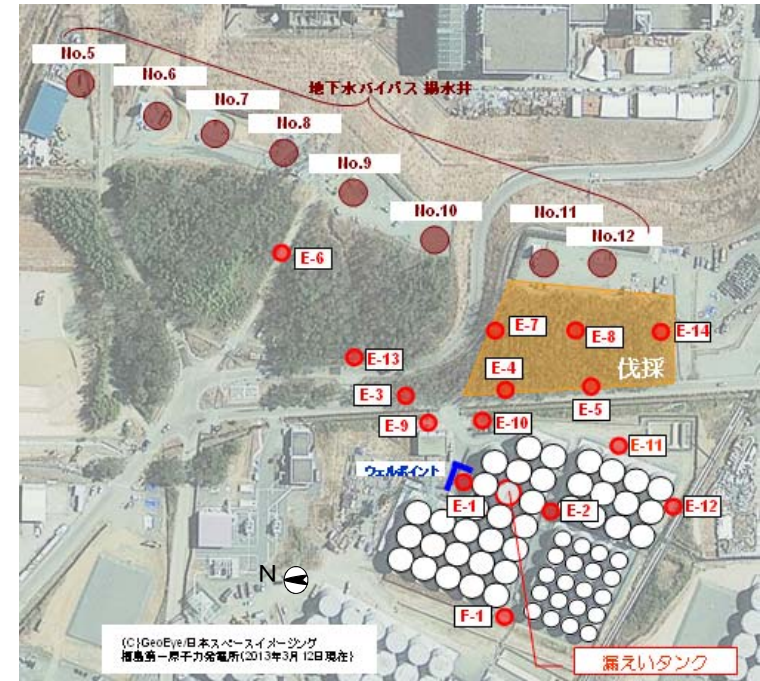 No.5
No.6
No.7
地下水バイパス 揚水井
No.8
No.9
No.10
No.11
No.12
E-6
E-7
E-8
E-14
E-13
E-4
伐採
E-3
E-5
E-9
E-10
E-11
ウェルポイント
E-1
E-2
E-12
N
F-1
(C)GeoEye/日本スペースイメージング
福島第一原子力発電所(2013年3月12日現在)
漏えいタンク